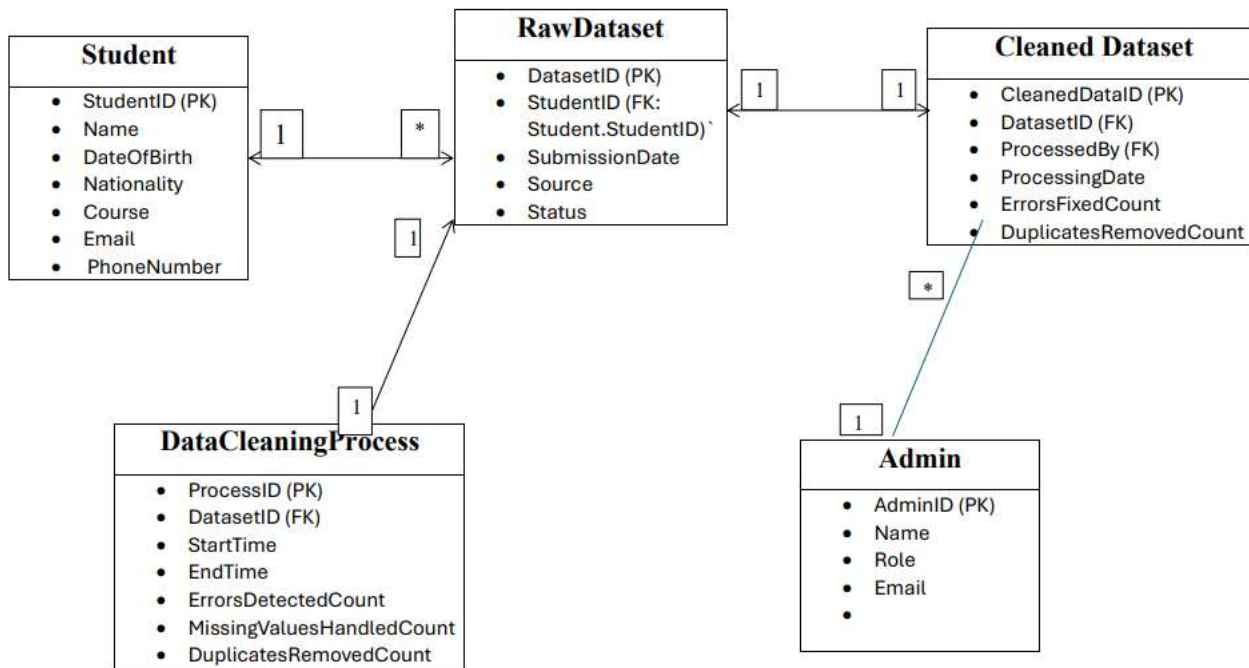 Student
• StudentID (PK)
• Name
• DateOfBirth
• Nationality
• Course
• Email
• PhoneNumber
1
*
RawDataset
• DatasetID (PK)
• StudentID (FK:
Student.StudentID)`
• SubmissionDate
• Source
• Status
1
1
Cleaned Dataset
• CleanedDataID (PK)
• DatasetID (FK)
• ProcessedBy (FK)
• ProcessingDate
• ErrorsFixedCount
• DuplicatesRemovedCount
1
1
*
1
DataCleaningProcess
• ProcessID (PK)
• DatasetID (FK)
• StartTime
• EndTime
• ErrorsDetectedCount
• MissingValuesHandledCount
• DuplicatesRemovedCount
Admin
• AdminID (PK)
• Name
• Role
• Email
•